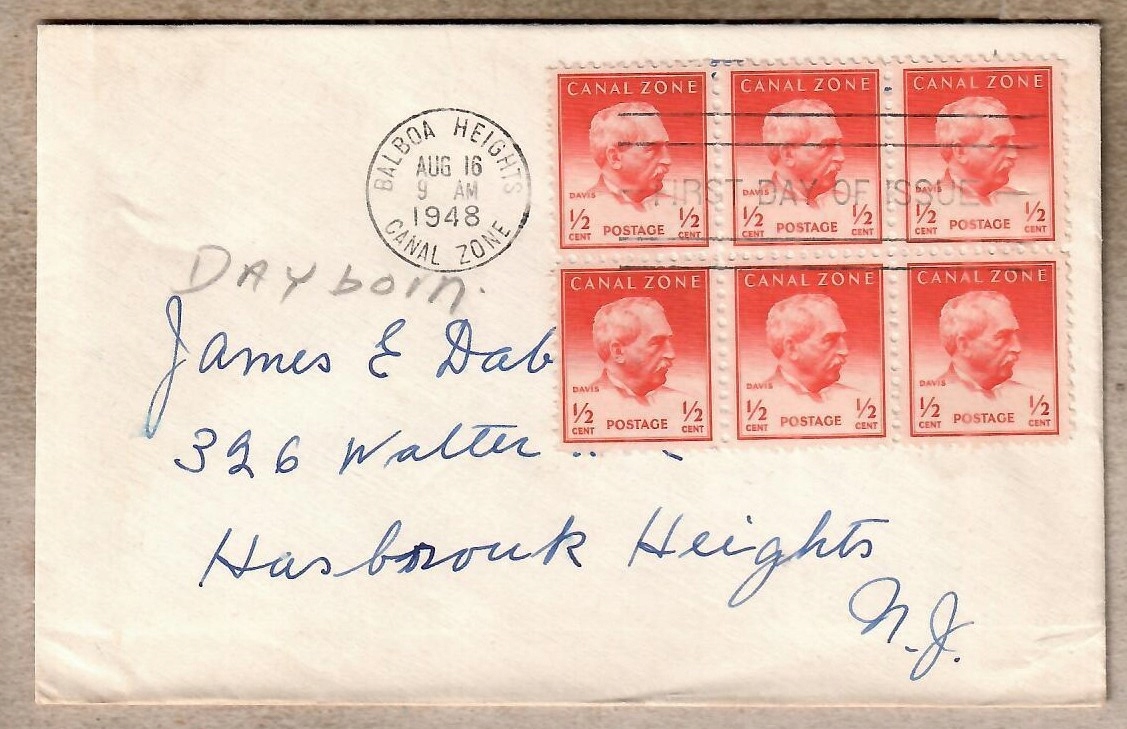 BALBOA HEIGHTS
AUG 16
9 AM
1948
CANAL ZONE
CANAL ZONE CANAL ZONE CANAL ZONE
FIRST DAY OF ISSUE
DAVIS DAVIS DAVIS
1/2 CENT POSTAGE 1/2 CENT 1/2 CENT POSTAGE 1/2 CENT 1/2 CENT POSTAGE 1/2 CENT
CANAL ZONE CANAL ZONE CANAL ZONE
DAVIS DAVIS DAVIS
1/2 CENT POSTAGE 1/2 CENT 1/2 CENT POSTAGE 1/2 CENT 1/2 CENT POSTAGE 1/2 CENT
DAyborn.
James E Dab
326 Walter
Hasbrouk Heights
N.J.